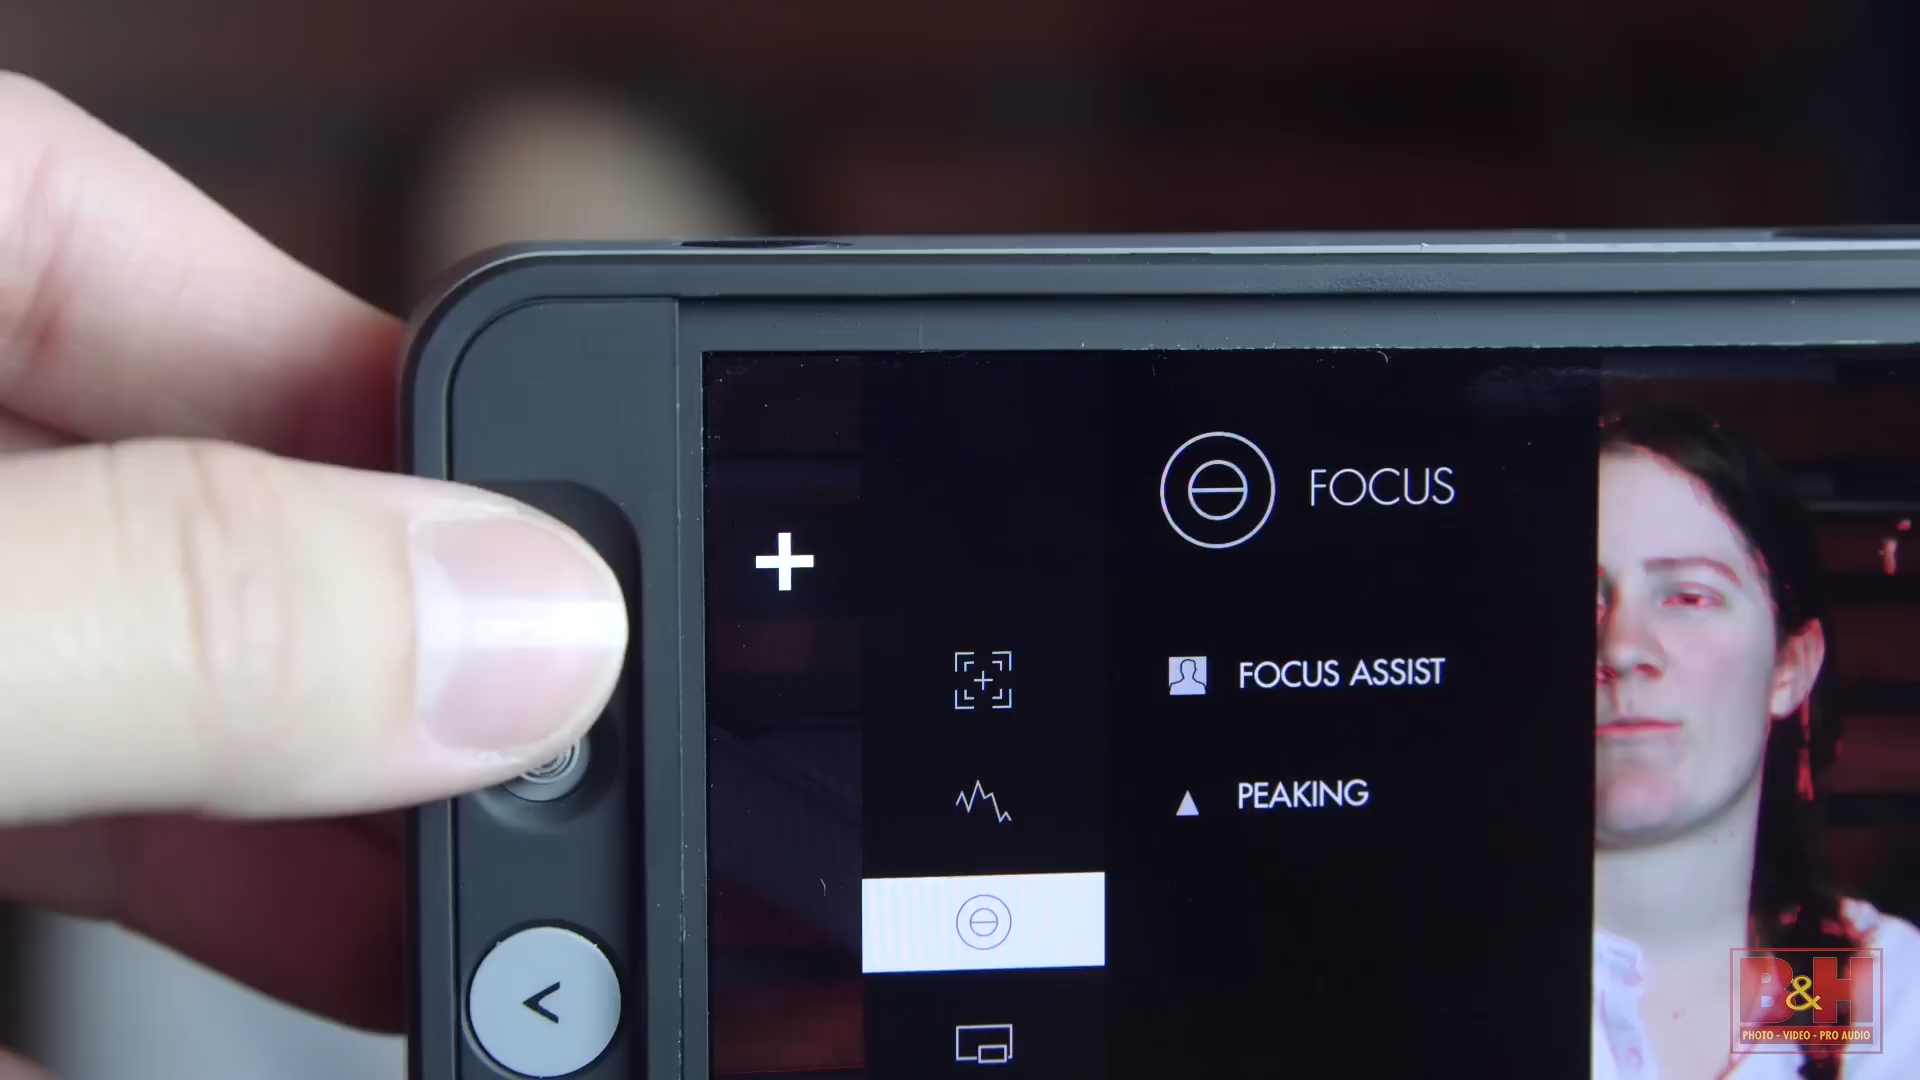 FOCUS
FOCUS ASSIST
PEAKING
B&H
PHOTO - VIDEO - PRO AUDIO